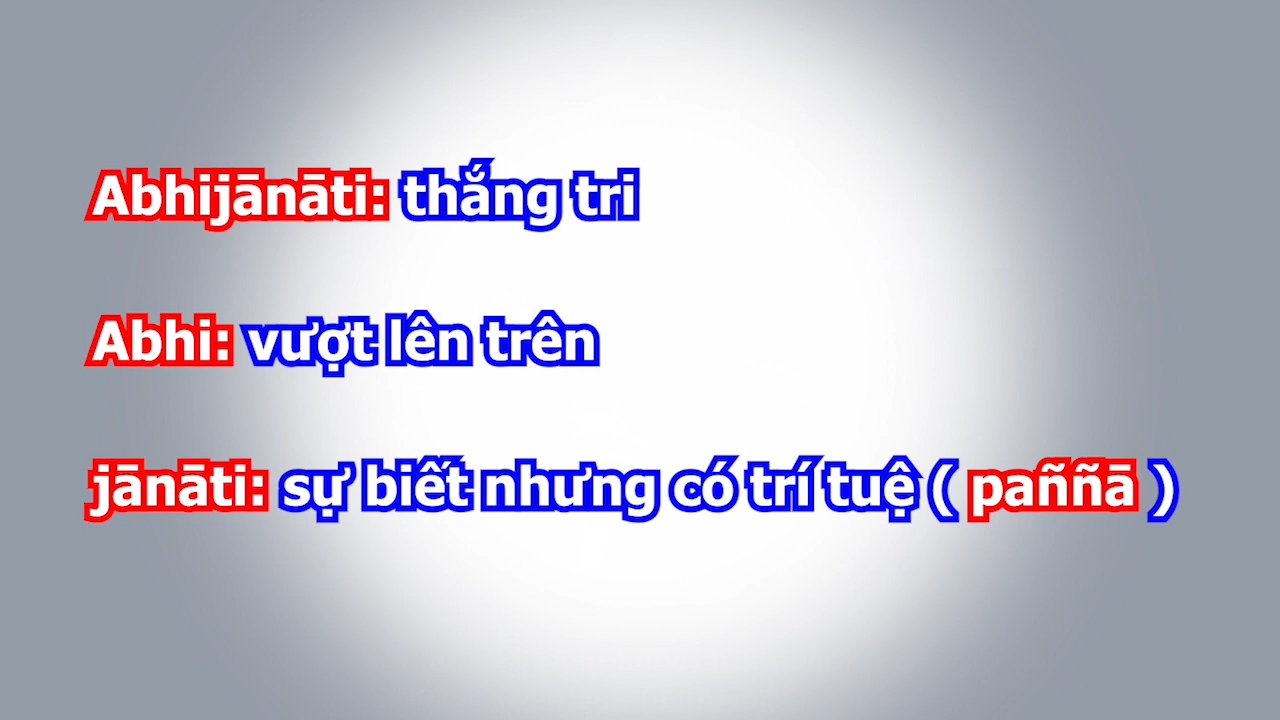 Abhijānāti: thắng tri
Abhi: vượt lên trên
jānāti: sự biết nhưng có trí tuệ ( paññā )